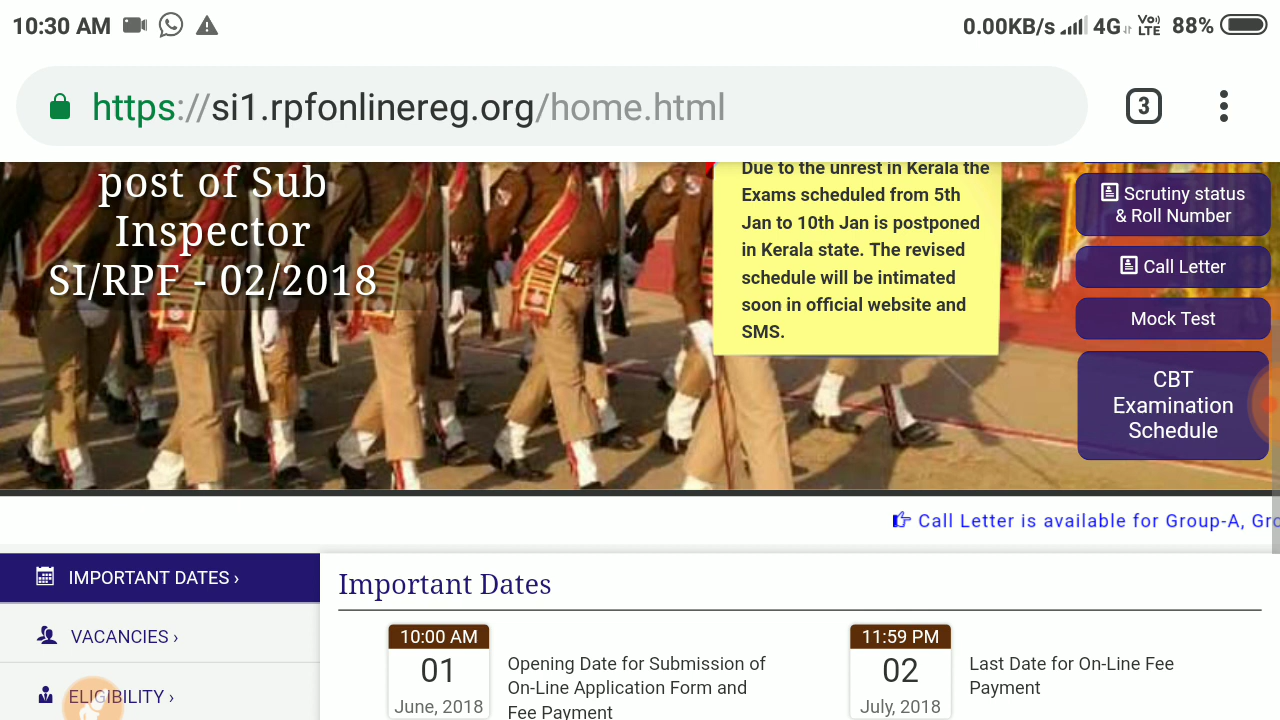 10:30 AM
0.00KB/s 4G Vo) LTE 88%
https://si1.rpfonlinereg.org/home.html
3
post of Sub
Inspector
SI/RPF - 02/2018
Due to the unrest in Kerala the
Exams scheduled from 5th
Jan to 10th Jan is postponed
in Kerala state. The revised
schedule will be intimated
soon in official website and
SMS.
Scrutiny status
& Roll Number
Call Letter
Mock Test
CBT
Examination
Schedule
Call Letter is available for Group-A, Gro
IMPORTANT DATES ›
VACANCIES ›
ELIGIBILITY ›
Important Dates
10:00 AM
01
June, 2018
Opening Date for Submission of
On-Line Application Form and
Fee Payment
11:59 PM
02
July, 2018
Last Date for On-Line Fee
Payment